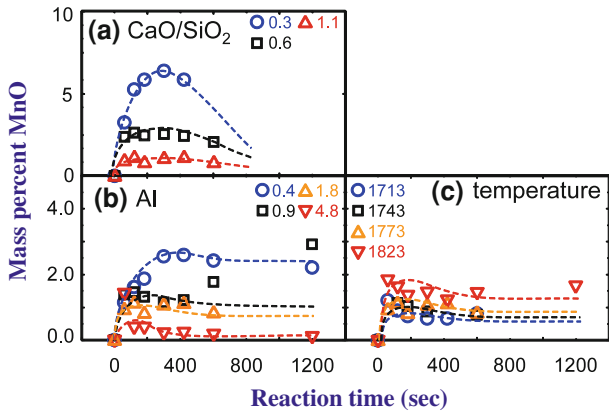 10
(a) CaO/SiO2
0.3 1.1
0.6
5
0
Mass percent MnO
(b) Al
0.4 1.8
0.9 4.8
4.0
2.0
0.0
(c) temperature
1713
1743
1773
1823
0 400 800 1200 0 400 800 1200
Reaction time (sec)